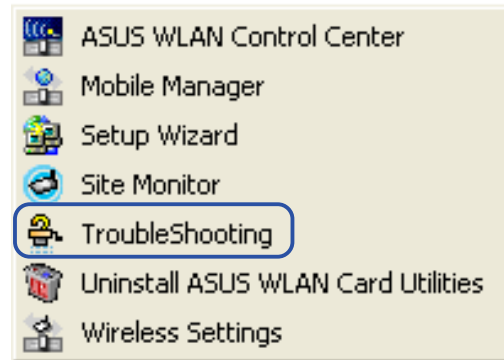 ASUS WLAN Control Center
Mobile Manager
Setup Wizard
Site Monitor
TroubleShooting
Uninstall ASUS WLAN Card Utilities
Wireless Settings